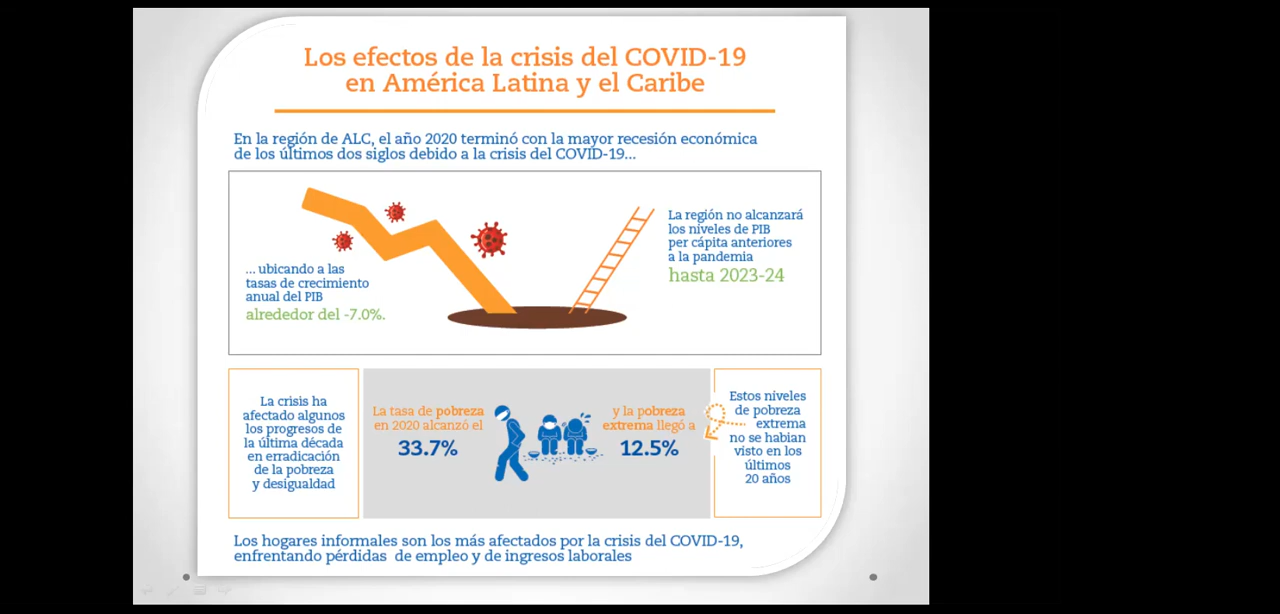 Los efectos de la crisis del COVID-19
en América Latina y el Caribe
En la región de ALC, el año 2020 terminó con la mayor recesión económica
de los últimos dos siglos debido a la crisis del COVID-19...
... ubicando a las
tasas de crecimiento
anual del PIB
alrededor del -7.0%.
La región no alcanzará
los niveles de PIB
per cápita anteriores
a la pandemia
hasta 2023-24
La crisis ha
afectado algunos
los progresos de
la última década
en erradicación
de la pobreza
y desigualdad
La tasa de pobreza
en 2020 alcanzó el
33.7%
y la pobreza
extrema llegó a
12.5%
Estos niveles
de pobreza
extrema
no se habian
visto en los
últimos
20 años
Los hogares informales son los más afectados por la crisis del COVID-19,
enfrentando pérdidas de empleo y de ingresos laborales